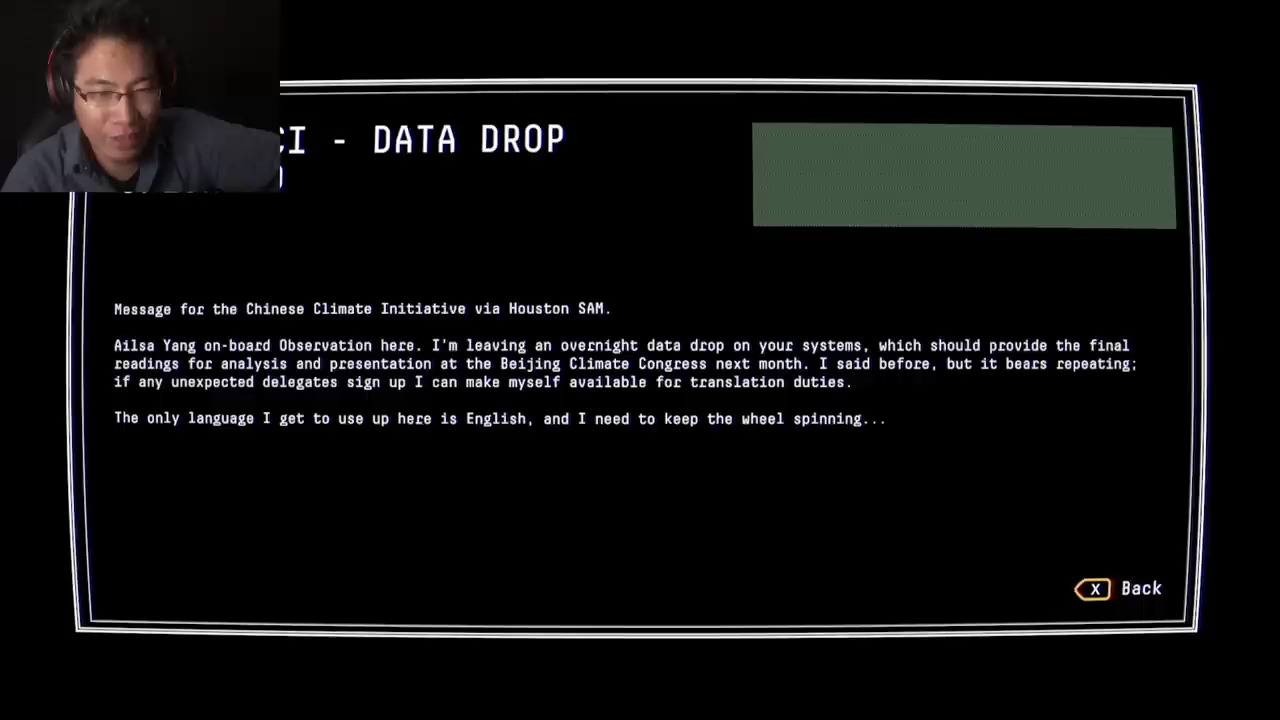 CI - DATA DROP
Message for the Chinese Climate Initiative via Houston SAM.
Ailsa Yang on-board Observation here. I'm leaving an overnight data drop on your systems, which should provide the final
readings for analysis and presentation at the Beijing Climate Congress next month. I said before, but it bears repeating;
if any unexpected delegates sign up I can make myself available for translation duties.
The only language I get to use up here is English, and I need to keep the wheel spinning...
X Back